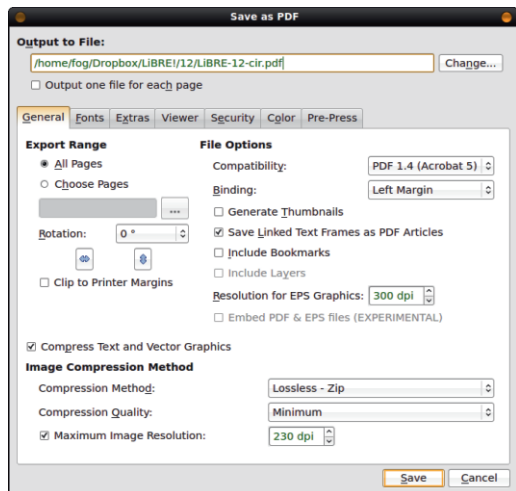 Save as PDF
Output to File:
/home/fog/Dropbox/LiBRE!/12/LiBRE-12-cir.pdf
Change...
Output one file for each page
General Fonts Extras Viewer Security Color Pre-Press
Export Range
All Pages
Choose Pages
...
Rotation: 0 °
Clip to Printer Margins
File Options
Compatibility: PDF 1.4 (Acrobat 5)
Binding: Left Margin
Generate Thumbnails
Save Linked Text Frames as PDF Articles
Include Bookmarks
Include Layers
Resolution for EPS Graphics: 300 dpi
Embed PDF & EPS files (EXPERIMENTAL)
Compress Text and Vector Graphics
Image Compression Method
Compression Method: Lossless - Zip
Compression Quality: Minimum
Maximum Image Resolution: 230 dpi
Save Cancel